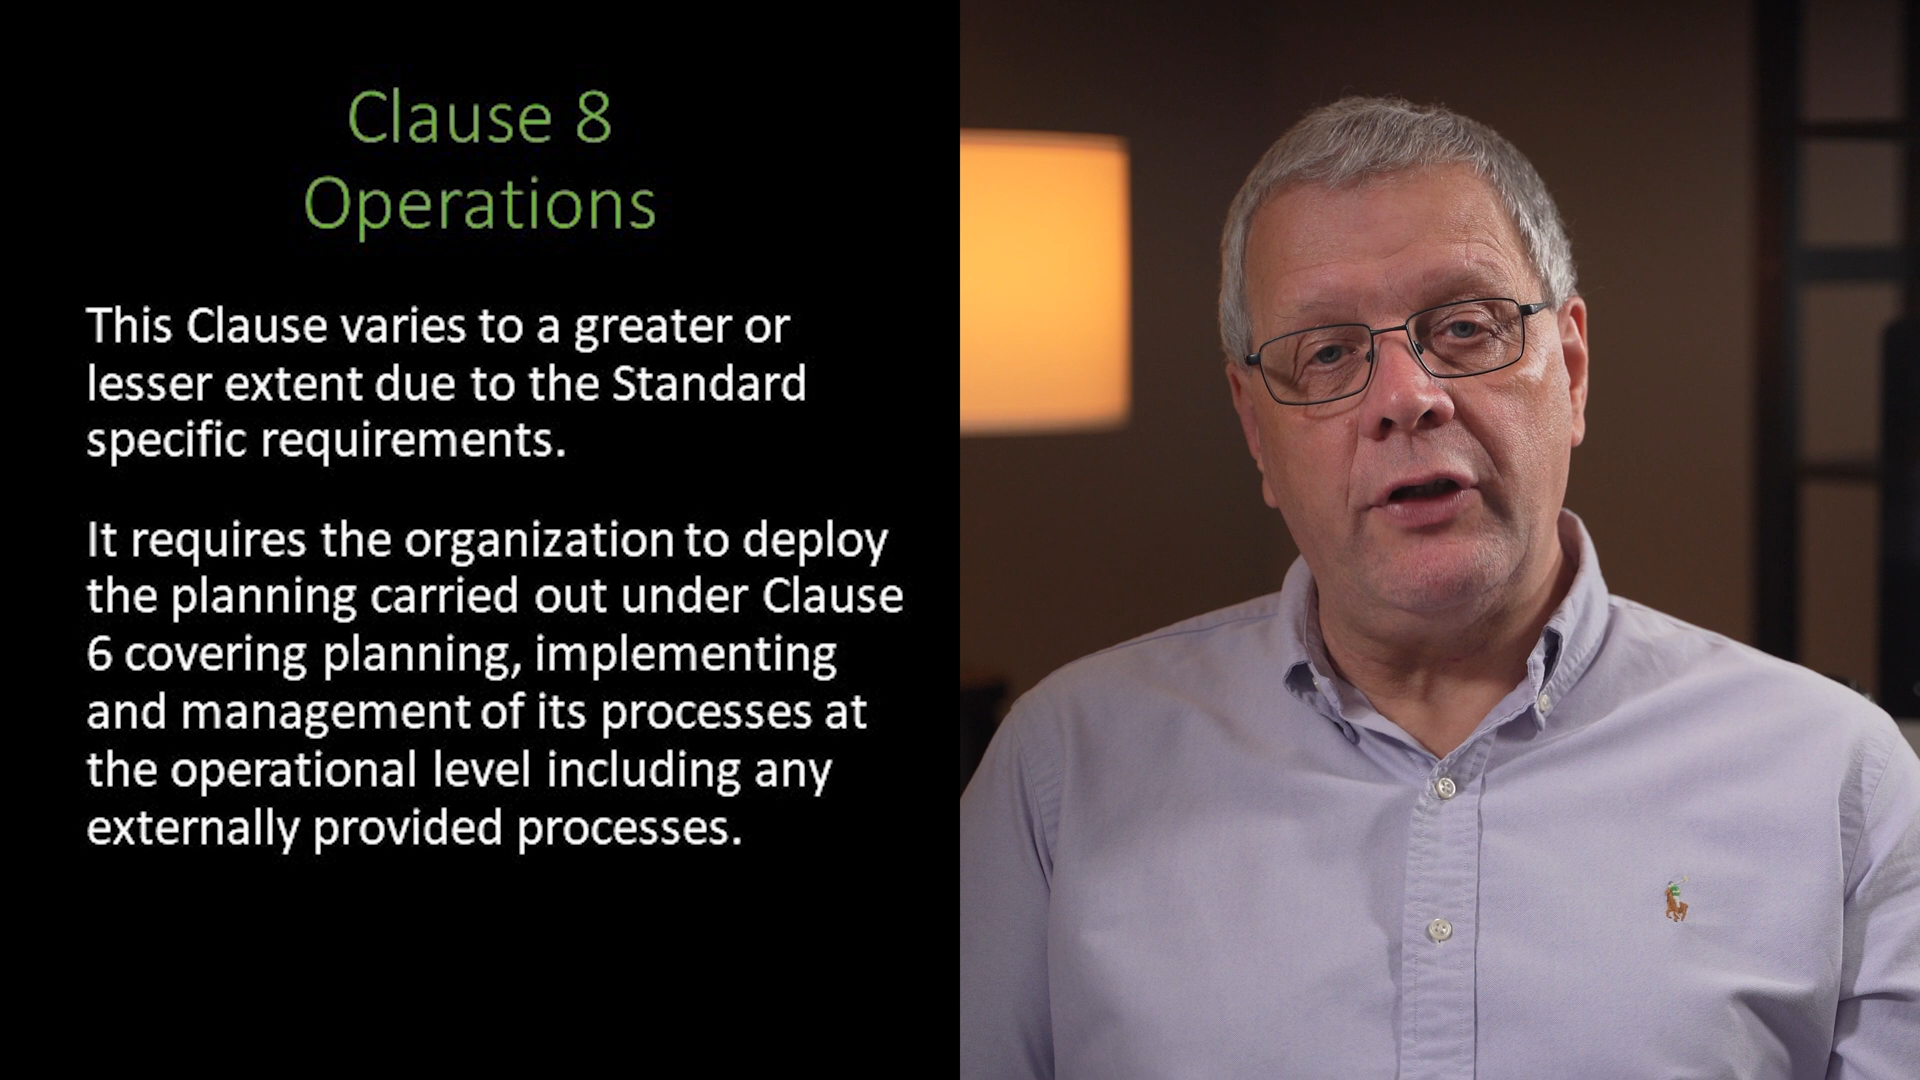 Clause 8
Operations
This Clause varies to a greater or
lesser extent due to the Standard
specific requirements.
It requires the organization to deploy
the planning carried out under Clause
6 covering planning, implementing
and management of its processes at
the operational level including any
externally provided processes.